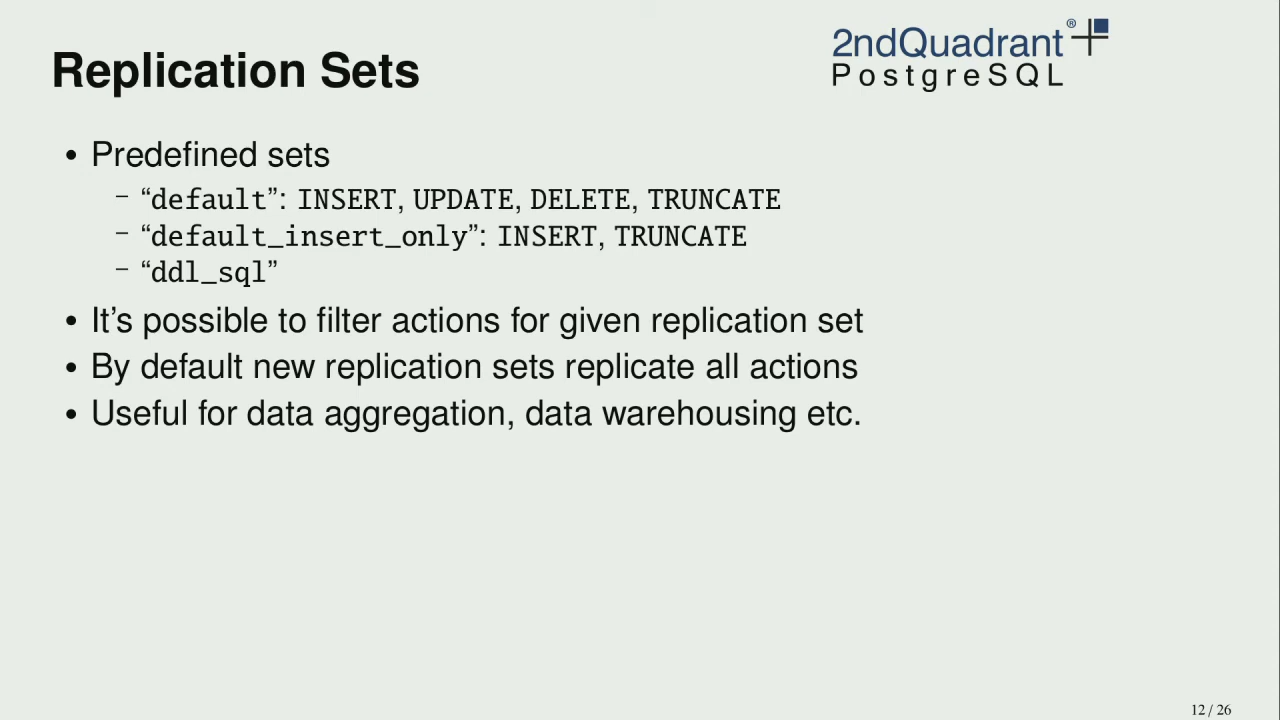 Replication Sets
2ndQuadrant®
PostgreSQL
• Predefined sets
– “default”: INSERT, UPDATE, DELETE, TRUNCATE
– “default_insert_only”: INSERT, TRUNCATE
– “ddl_sql”
• It’s possible to filter actions for given replication set
• By default new replication sets replicate all actions
• Useful for data aggregation, data warehousing etc.
12 / 26